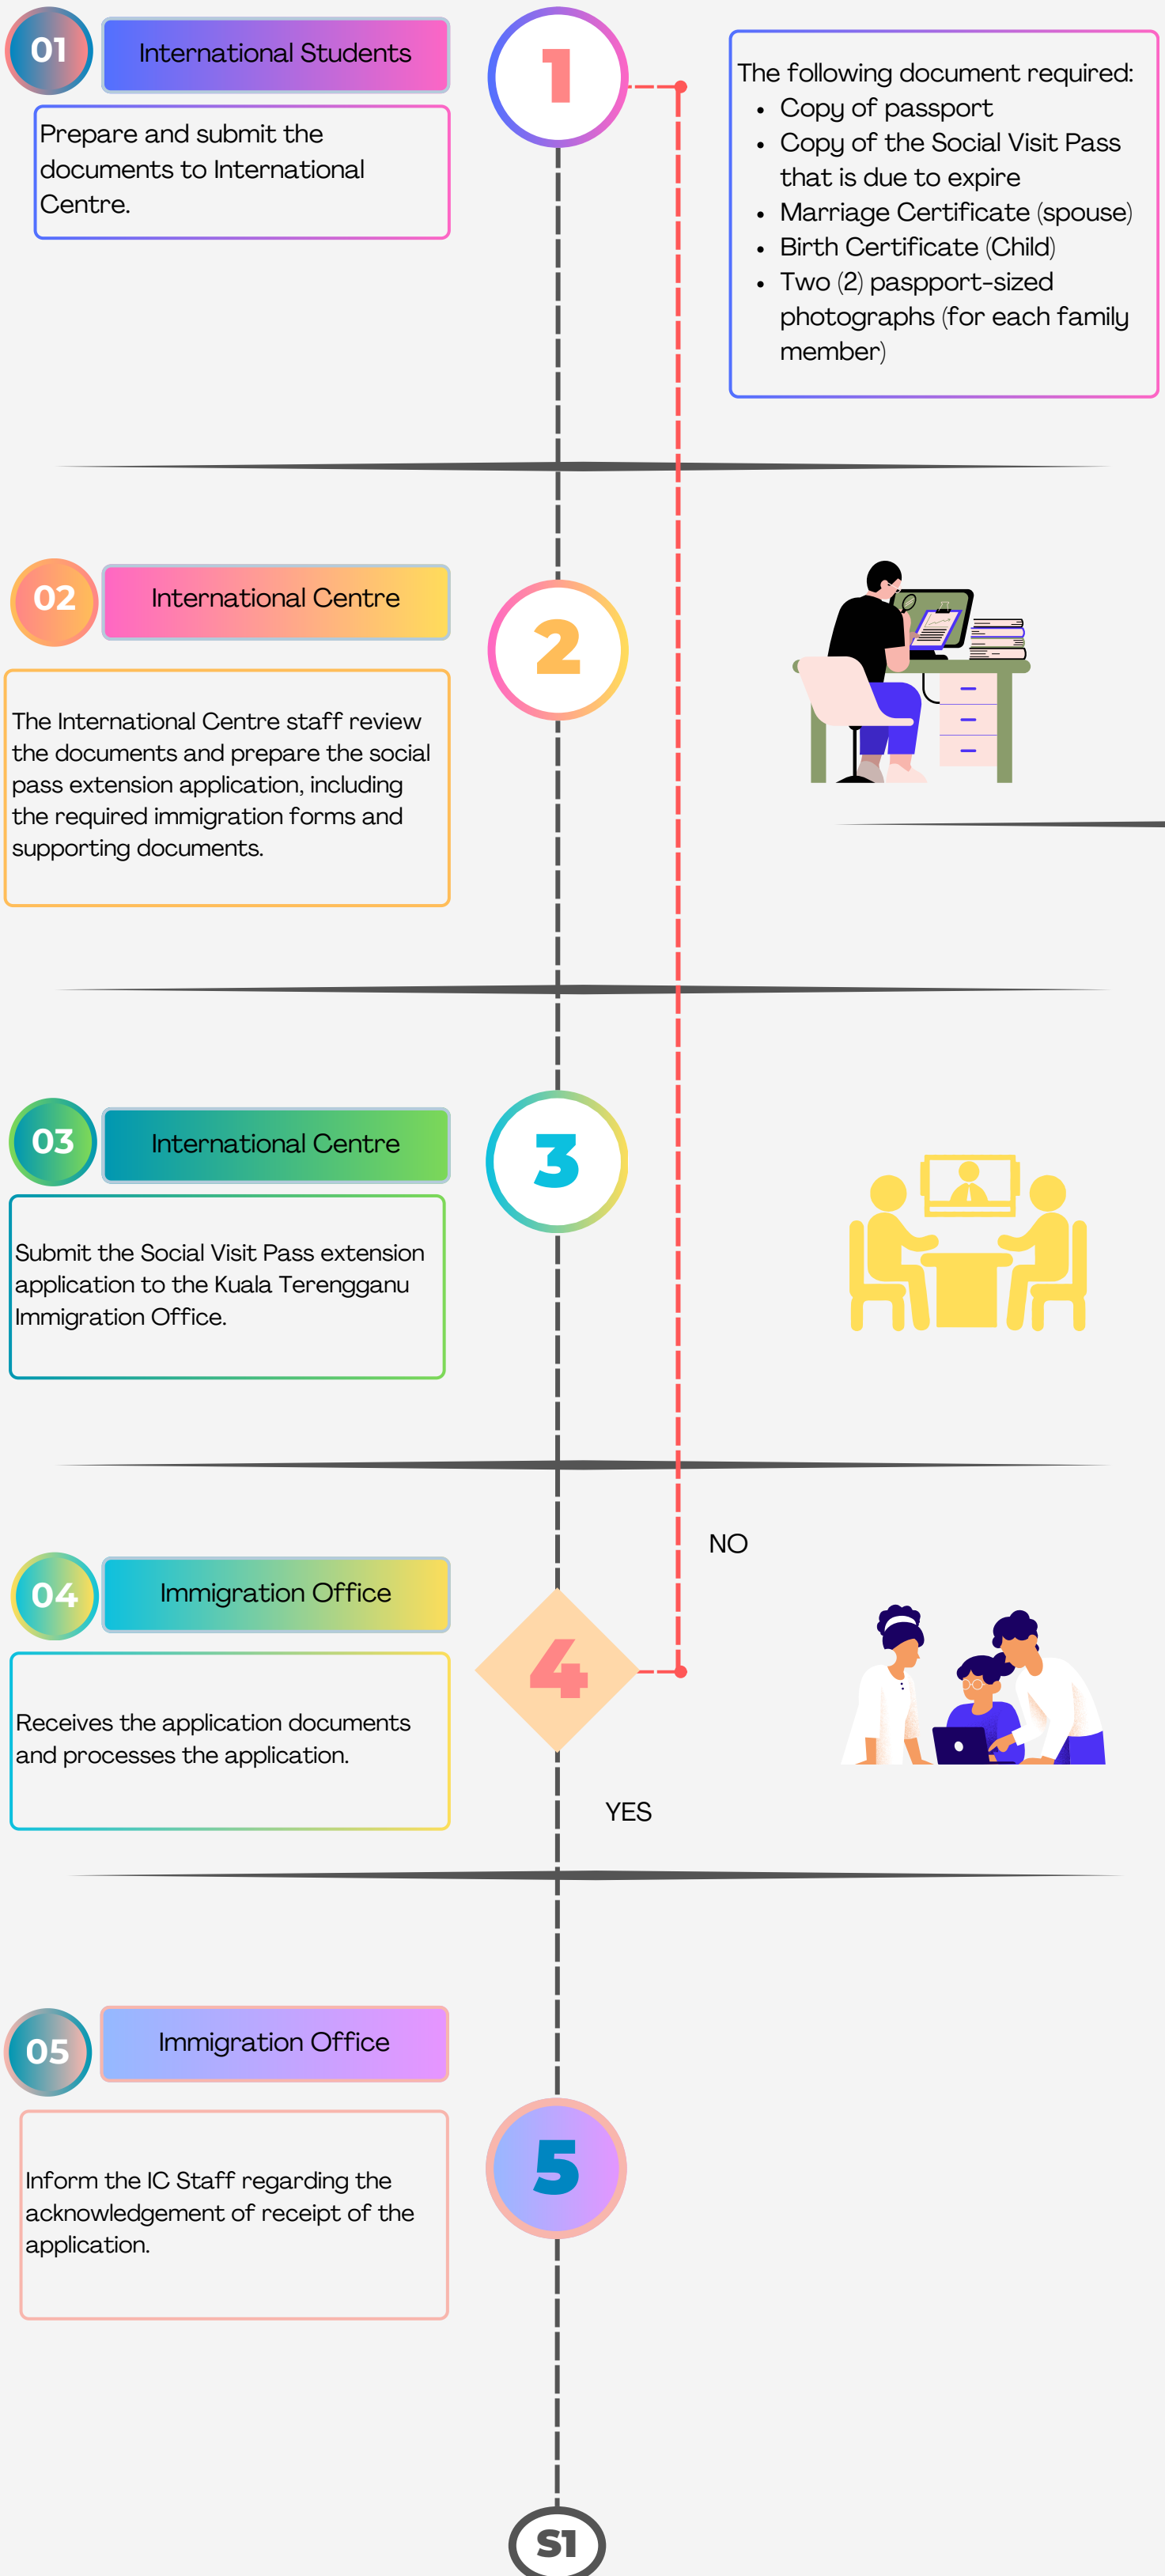 01
International Students
1
Prepare and submit the
documents to International
Centre.
The following document required:
• Copy of passport
• Copy of the Social Visit Pass
that is due to expire
• Marriage Certificate (spouse)
• Birth Certificate (Child)
• Two (2) paspport-sized
photographs (for each family
member)
02
International Centre
2
The International Centre staff review
the documents and prepare the social
pass extension application, including
the required immigration forms and
supporting documents.
03
International Centre
3
Submit the Social Visit Pass extension
application to the Kuala Terengganu
Immigration Office.
NO
04
Immigration Office
4
Receives the application documents
and processes the application.
YES
05
Immigration Office
5
Inform the IC Staff regarding the
acknowledgement of receipt of the
application.
S1